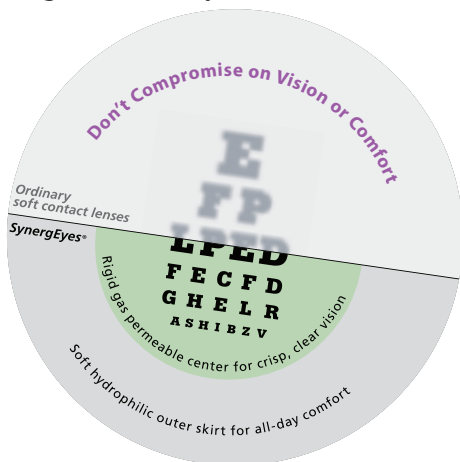 Don't Compromise on Vision or Comfort
E
F P
L P E D
Ordinary
soft contact lenses
SynergEyes®
F E C F D
G H E L R
A S H I B Z V
Rigid gas permeable center for crisp, clear vision
Soft hydrophilic outer skirt for all-day comfort